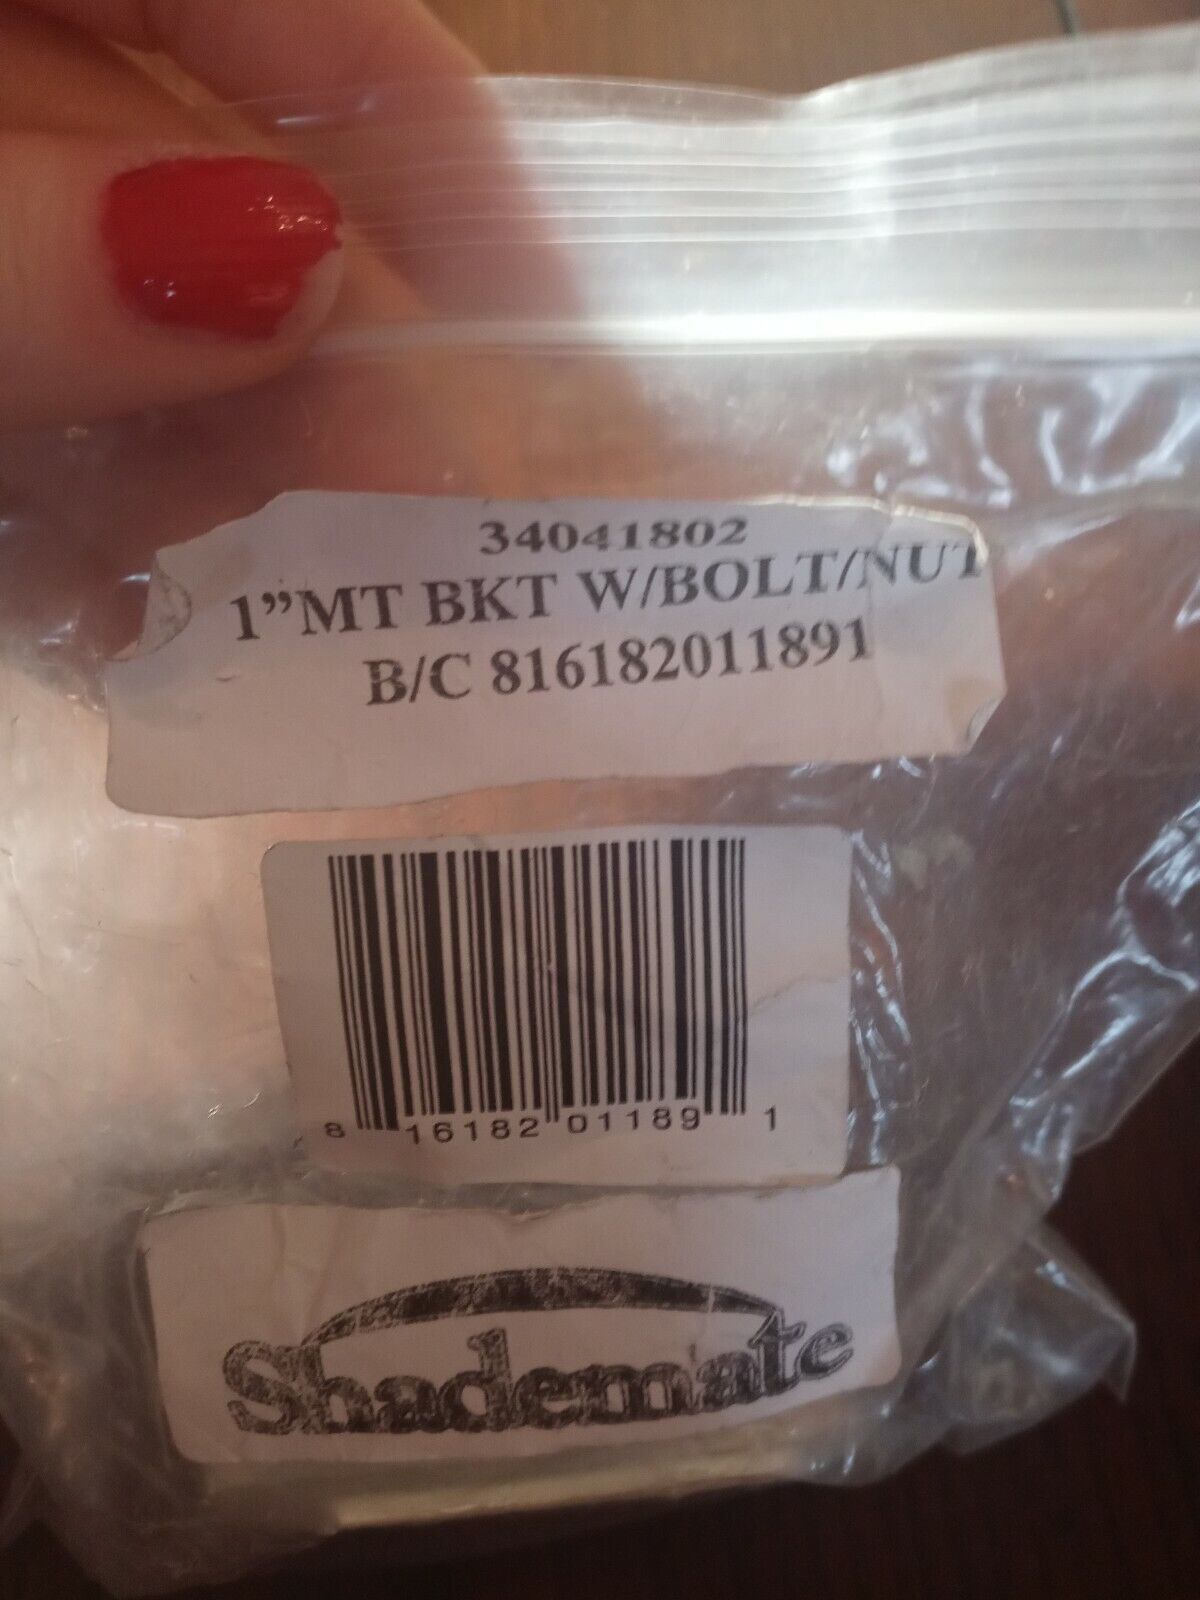 34041802
1”MT BKT W/BOLT/NUT
B/C 816182011891
8 16182 01189 1
Shademate